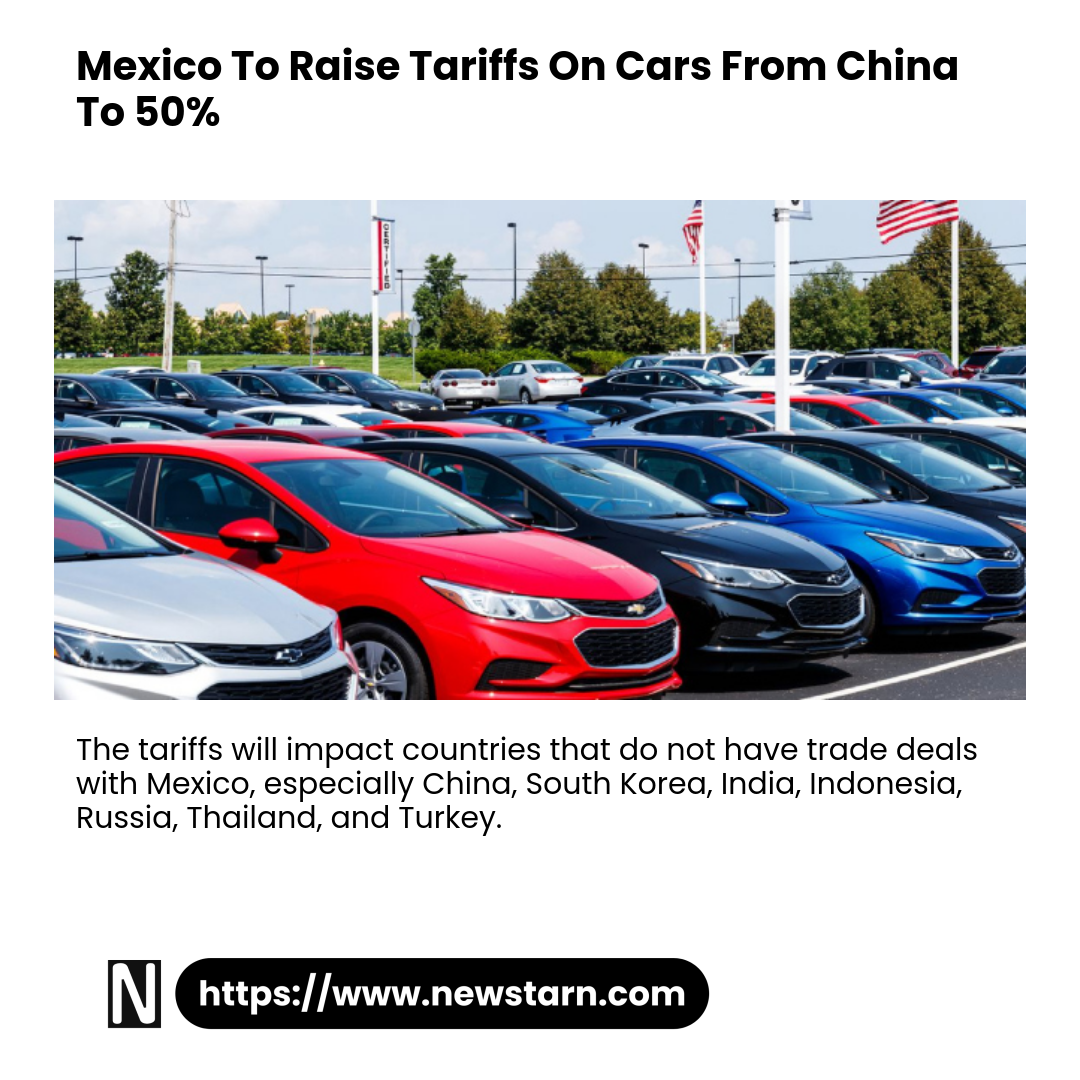 Mexico To Raise Tariffs On Cars From China
To 50%
CERTIFIED
The tariffs will impact countries that do not have trade deals
with Mexico, especially China, South Korea, India, Indonesia,
Russia, Thailand, and Turkey.
N
https://www.newstarn.com